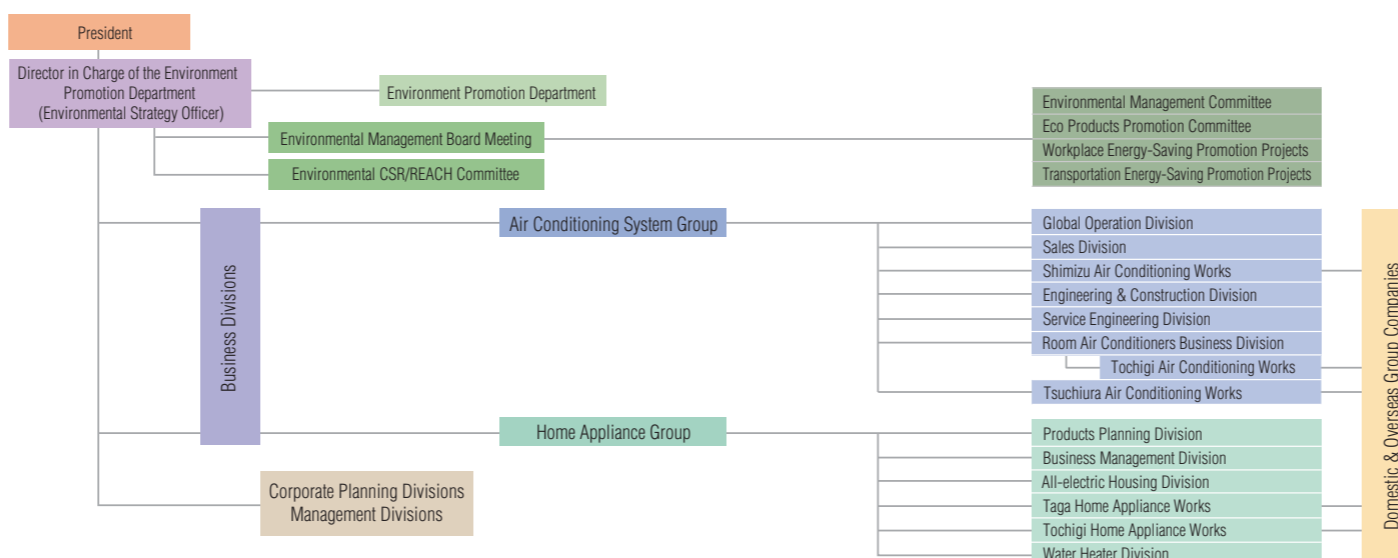 President
Director in Charge of the Environment
Promotion Department
(Environmental Strategy Officer)
Environment Promotion Department
Environmental Management Board Meeting
Environmental CSR/REACH Committee
Environmental Management Committee
Eco Products Promotion Committee
Workplace Energy-Saving Promotion Projects
Transportation Energy-Saving Promotion Projects
Business Divisions
Air Conditioning System Group
Global Operation Division
Sales Division
Shimizu Air Conditioning Works
Engineering & Construction Division
Service Engineering Division
Room Air Conditioners Business Division
Tochigi Air Conditioning Works
Tsuchiura Air Conditioning Works
Home Appliance Group
Products Planning Division
Business Management Division
All-electric Housing Division
Taga Home Appliance Works
Tochigi Home Appliance Works
Water Heater Division
Corporate Planning Divisions
Management Divisions
Domestic & Overseas Group Companies